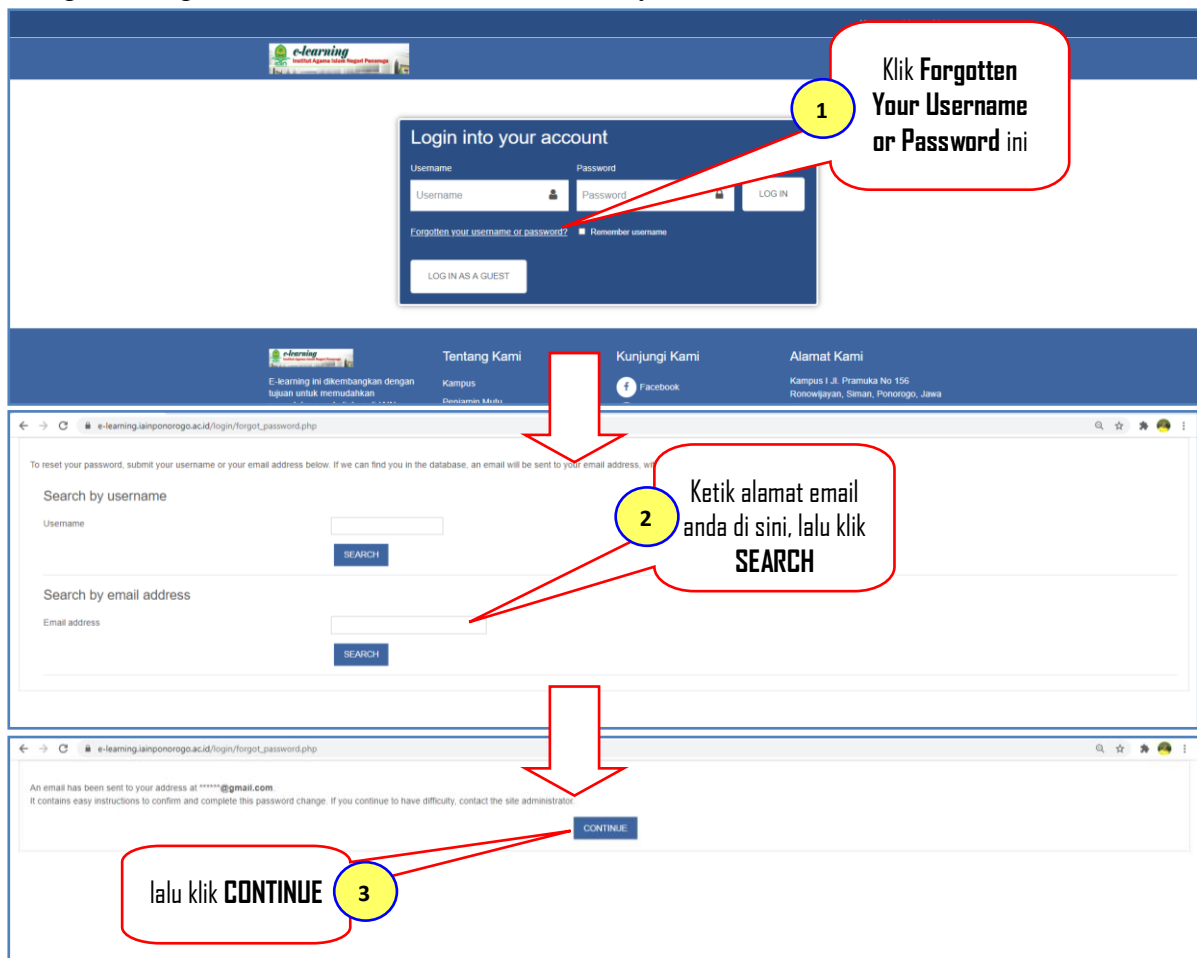 e-learning
Institut Agama Islam Negeri Ponorogo
Klik Forgotten
Your Username
or Password ini
1
Login into your account
Username Password
Username Password LOG IN
Forgotten your username or password? Remember username
LOG IN AS A GUEST
e-learning
Tentang Kami Kunjungi Kami Alamat Kami
E-learning ini dikembangkan dengan Kampus Facebook Kampus I Jl. Pramuka No 156
tujuan untuk memudahkan Penjamin Mutu Ronowijayan, Siman, Ponorogo, Jawa
e-learning.iainponorogo.ac.id/login/forgot_password.php
To reset your password, submit your username or your email address below. If we can find you in the database, an email will be sent to your email address,
Search by username
Username
SEARCH
2
Ketik alamat email
anda di sini, lalu klik
SEARCH
Search by email address
Email address
SEARCH
e-learning.iainponorogo.ac.id/login/forgot_password.php
An email has been sent to your address at ******@gmail.com.
It contains easy instructions to confirm and complete this password change. If you continue to have difficulty, contact the site administrator.
CONTINUE
lalu klik CONTINUE 3